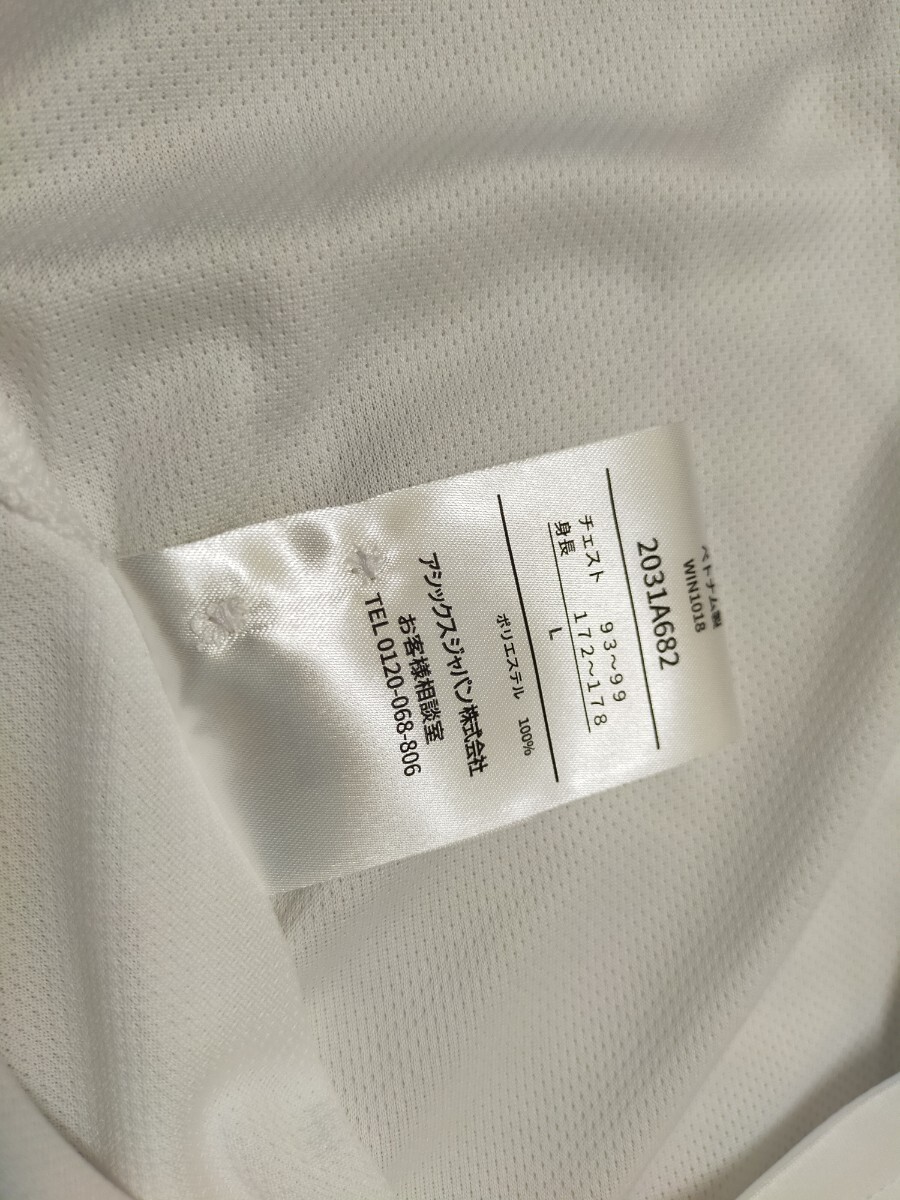 ベトナム製
WIN1018
2031A682
チェスト 93〜99
身長 172〜178
L
ポリエステル 100%
アシックスジャパン株式会社
お客様相談室
TEL 0120-068-806